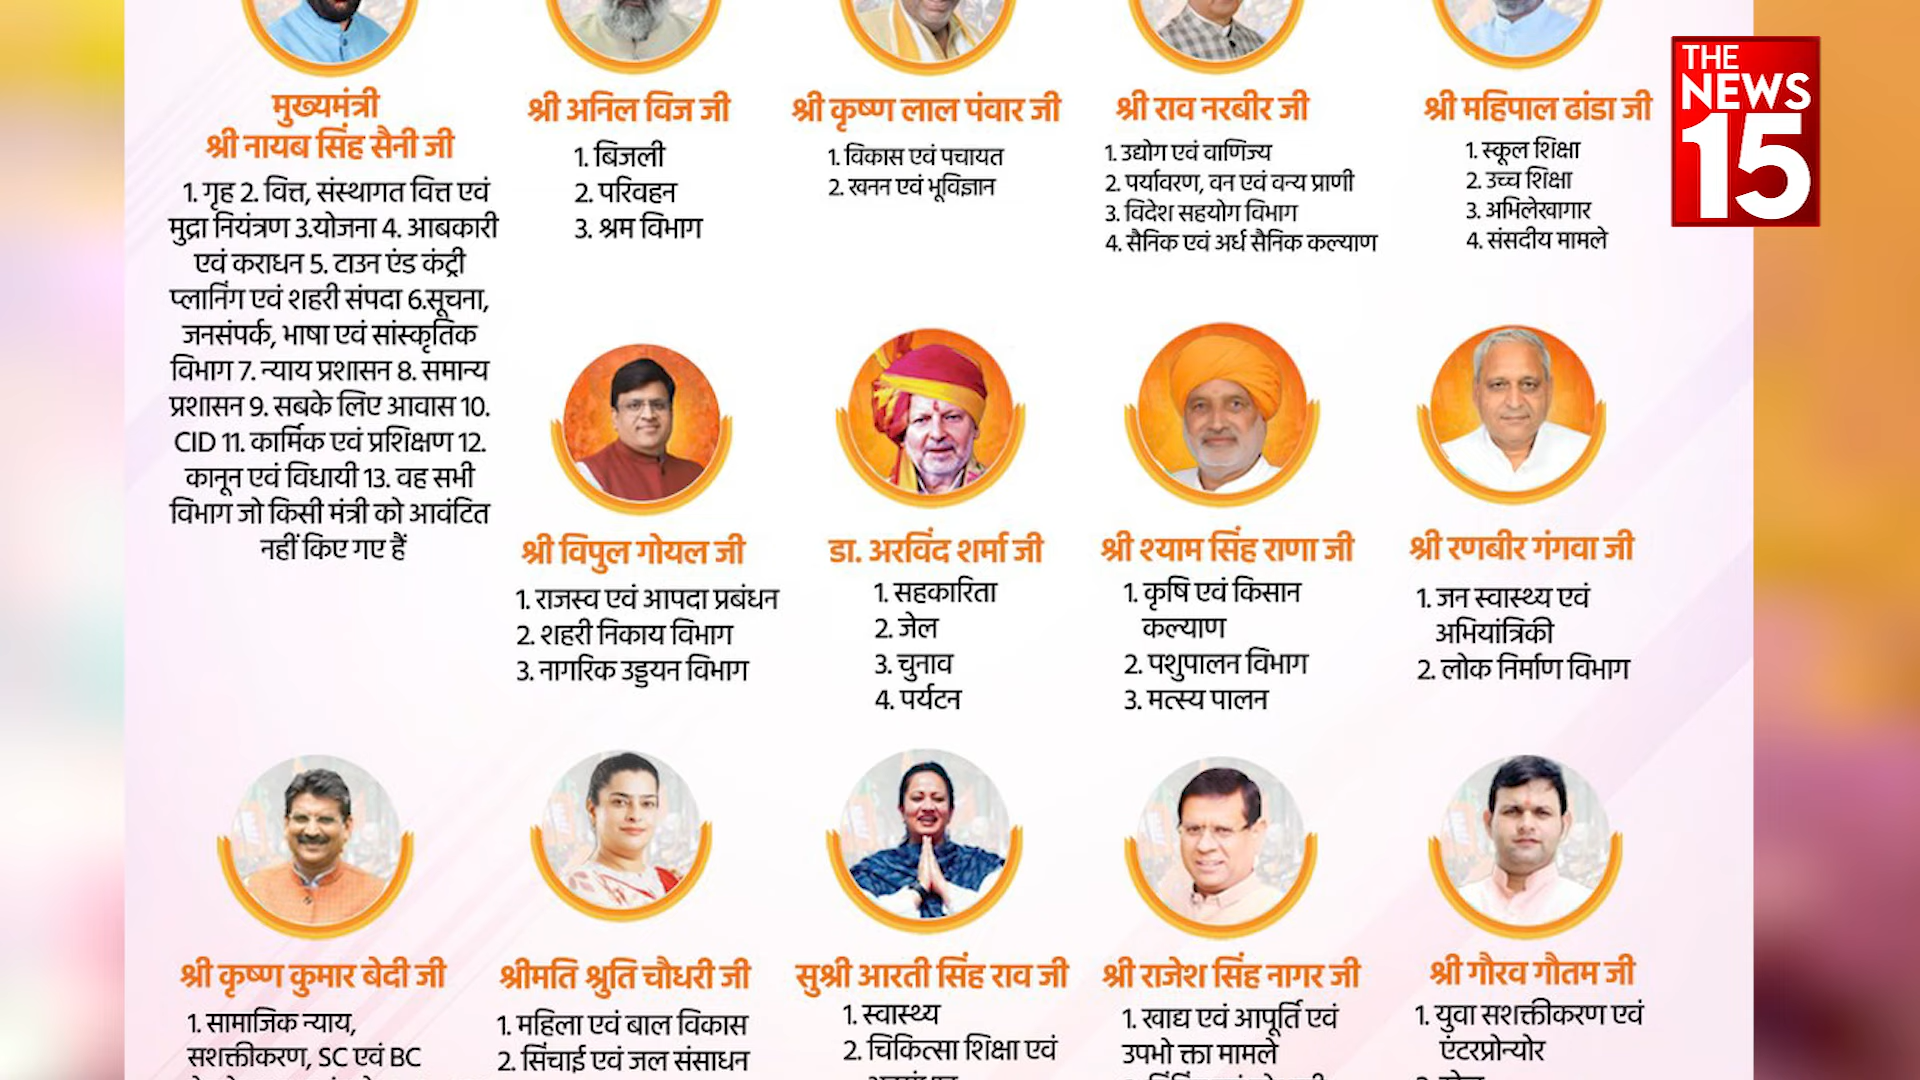 THE
NEWS
15
मुख्यमंत्री
श्री नायब सिंह सैनी जी
1. गृह 2. वित्त, संस्थागत वित्त एवं
मुद्रा नियंत्रण 3.योजना 4. आबकारी
एवं कराधन 5. टाउन एंड कंट्री
प्लानिंग एवं शहरी संपदा 6.सूचना,
जनसंपर्क, भाषा एवं सांस्कृतिक
विभाग 7. न्याय प्रशासन 8. समान्य
प्रशासन 9. सबके लिए आवास 10.
CID 11. कार्मिक एवं प्रशिक्षण 12.
कानून एवं विधायी 13. वह सभी
विभाग जो किसी मंत्री को आवंटित
नहीं किए गए हैं
श्री अनिल विज जी
1. बिजली
2. परिवहन
3. श्रम विभाग
श्री कृष्ण लाल पंवार जी
1. विकास एवं पचायत
2. खनन एवं भूविज्ञान
श्री राव नरबीर जी
1. उद्योग एवं वाणिज्य
2. पर्यावरण, वन एवं वन्य प्राणी
3. विदेश सहयोग विभाग
4. सैनिक एवं अर्ध सैनिक कल्याण
श्री महिपाल ढांडा जी
1. स्कूल शिक्षा
2. उच्च शिक्षा
3. अभिलेखागार
4. संसदीय मामले
श्री विपुल गोयल जी
1. राजस्व एवं आपदा प्रबंधन
2. शहरी निकाय विभाग
3. नागरिक उड्डयन विभाग
डा. अरविंद शर्मा जी
1. सहकारिता
2. जेल
3. चुनाव
4. पर्यटन
श्री श्याम सिंह राणा जी
1. कृषि एवं किसान
कल्याण
2. पशुपालन विभाग
3. मत्स्य पालन
श्री रणबीर गंगवा जी
1. जन स्वास्थ्य एवं
अभियांत्रिकी
2. लोक निर्माण विभाग
श्री कृष्ण कुमार बेदी जी
1. सामाजिक न्याय,
सशक्तीकरण, SC एवं BC
श्रीमति श्रुति चौधरी जी
1. महिला एवं बाल विकास
2. सिंचाई एवं जल संसाधन
सुश्री आरती सिंह राव जी
1. स्वास्थ्य
2. चिकित्सा शिक्षा एवं
श्री राजेश सिंह नागर जी
1. खाद्य एवं आपूर्ति एवं
उपभो क्ता मामले
श्री गौरव गौतम जी
1. युवा सशक्तीकरण एवं
एंटरप्रोन्योर